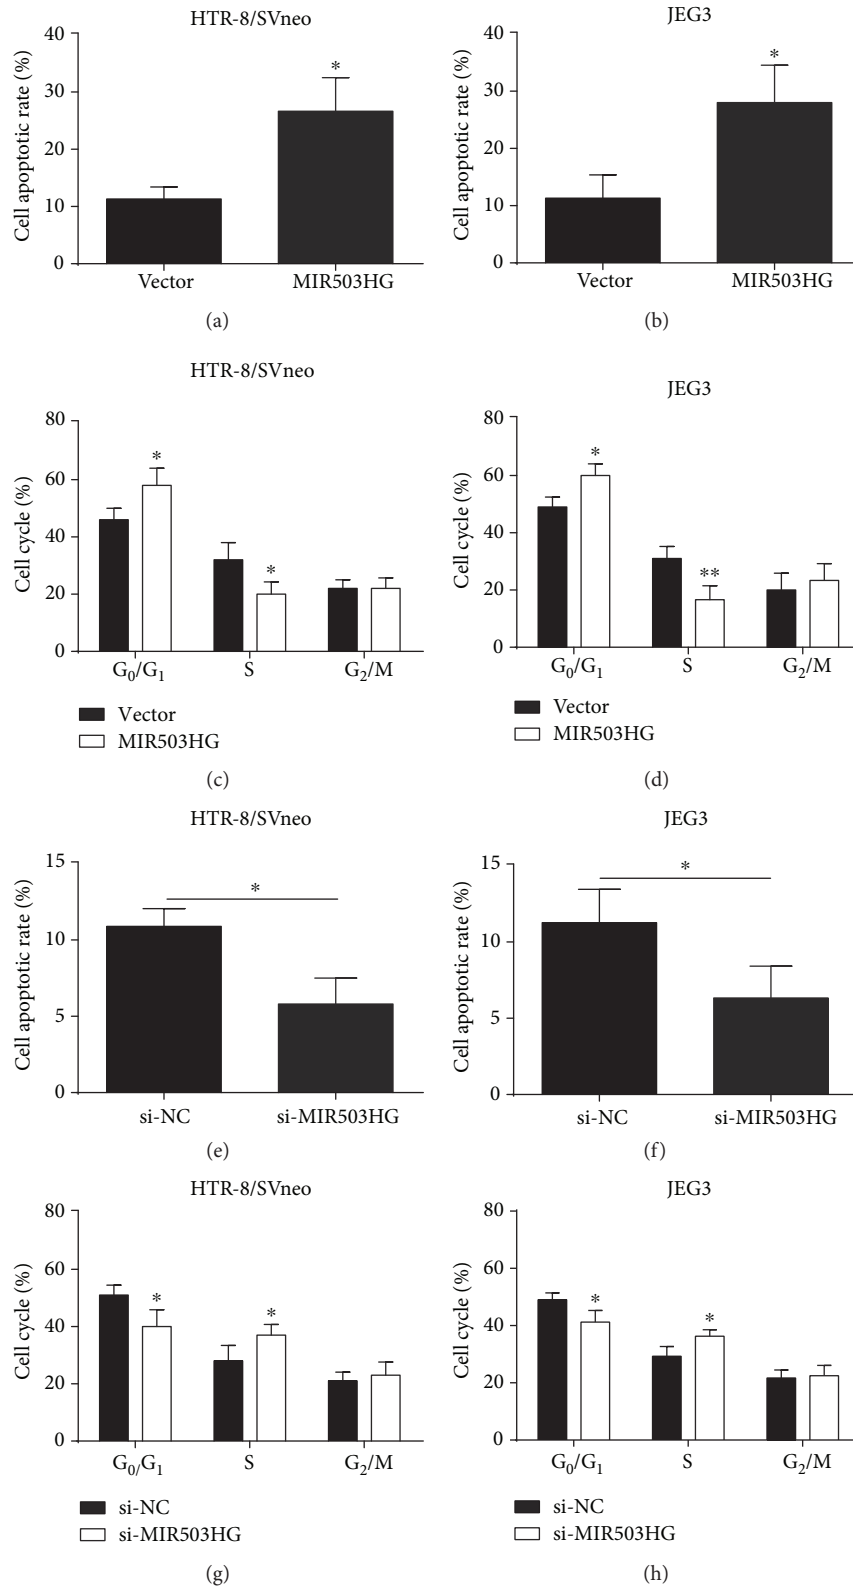 HTR-8/SVneo
Cell apoptotic rate (%)
40
30
20
10
0
*
Vector
MIR503HG
(a)
JEG3
Cell apoptotic rate (%)
40
30
20
10
0
*
Vector
MIR503HG
(b)
HTR-8/SVneo
Cell cycle (%)
80
60
40
20
0
*
*
G₀/G₁
S
G₂/M
Vector
MIR503HG
(c)
JEG3
Cell cycle (%)
80
60
40
20
0
*
**
G₀/G₁
S
G₂/M
Vector
MIR503HG
(d)
HTR-8/SVneo
Cell apoptotic rate (%)
15
10
5
0
*
si-NC
si-MIR503HG
(e)
JEG3
Cell apoptotic rate (%)
15
10
5
0
*
si-NC
si-MIR503HG
(f)
HTR-8/SVneo
Cell cycle (%)
80
60
40
20
0
*
*
G₀/G₁
S
G₂/M
si-NC
si-MIR503HG
(g)
JEG3
Cell cycle (%)
80
60
40
20
0
*
*
G₀/G₁
S
G₂/M
si-NC
si-MIR503HG
(h)